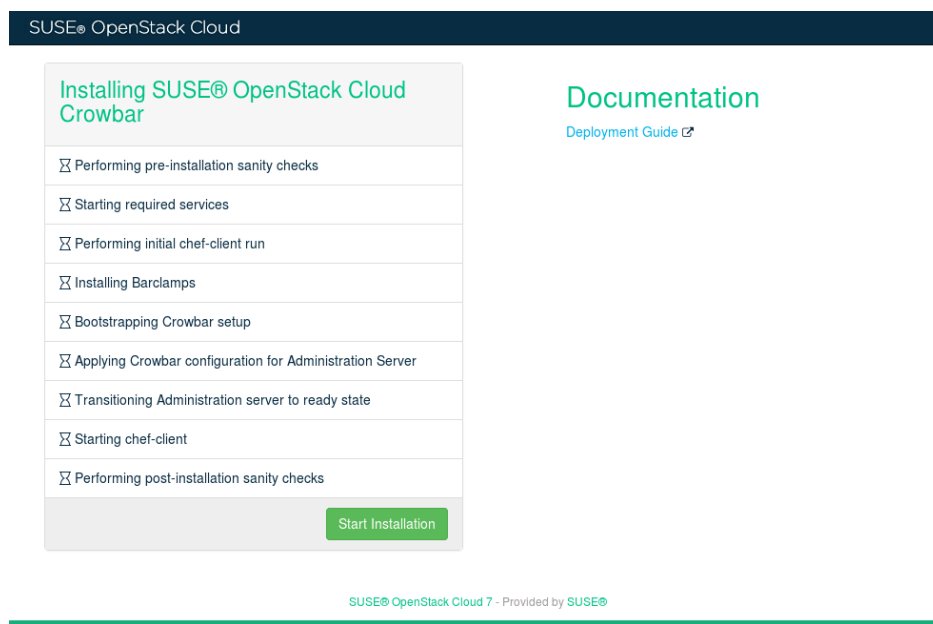 SUSE® OpenStack Cloud
Installing SUSE® OpenStack Cloud
Crowbar
Performing pre-installation sanity checks
Starting required services
Performing initial chef-client run
Installing Barclamps
Bootstrapping Crowbar setup
Applying Crowbar configuration for Administration Server
Transitioning Administration server to ready state
Starting chef-client
Performing post-installation sanity checks
Start Installation
Documentation
Deployment Guide
SUSE® OpenStack Cloud 7 - Provided by SUSE®